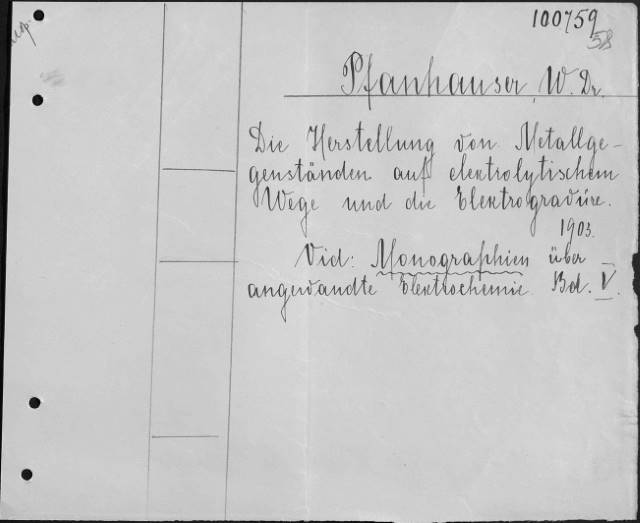 100759
58
Pfanhauser, W. Dr.
Die Herstellung von Metallge-
genständen auf elektrolytischem
Wege und die Elektrogravüre.
1903.
Vid: Monographien über
angewandte Elektrochemie. Bd. V.